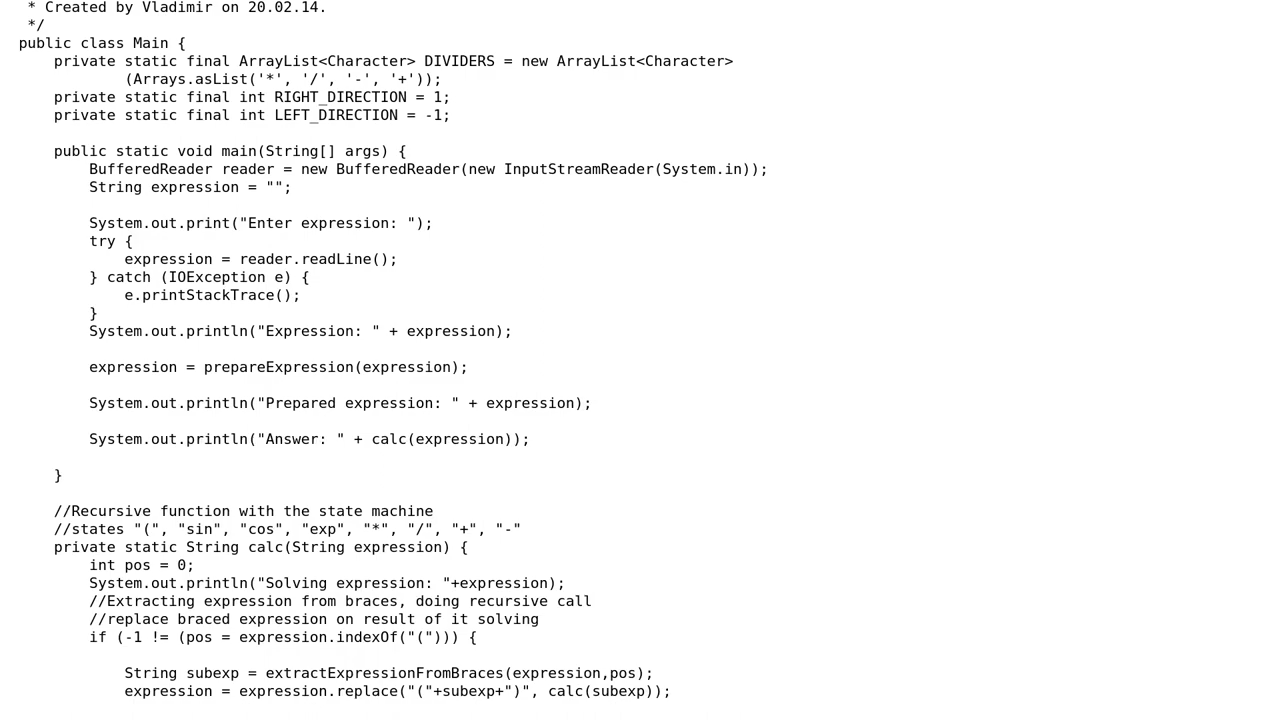 * Created by Vladimir on 20.02.14.
 */
public class Main {
    private static final ArrayList<Character> DIVIDERS = new ArrayList<Character>
            (Arrays.asList('*', '/', '-', '+'));
    private static final int RIGHT_DIRECTION = 1;
    private static final int LEFT_DIRECTION = -1;

    public static void main(String[] args) {
        BufferedReader reader = new BufferedReader(new InputStreamReader(System.in));
        String expression = "";

        System.out.print("Enter expression: ");
        try {
            expression = reader.readLine();
        } catch (IOException e) {
            e.printStackTrace();
        }
        System.out.println("Expression: " + expression);

        expression = prepareExpression(expression);

        System.out.println("Prepared expression: " + expression);

        System.out.println("Answer: " + calc(expression));

    }

    //Recursive function with the state machine
    //states "(", "sin", "cos", "exp", "*", "/", "+", "-"
    private static String calc(String expression) {
        int pos = 0;
        System.out.println("Solving expression: "+expression);
        //Extracting expression from braces, doing recursive call
        //replace braced expression on result of it solving
        if (-1 != (pos = expression.indexOf("("))) {

            String subexp = extractExpressionFromBraces(expression,pos);
            expression = expression.replace("("+subexp+")", calc(subexp));